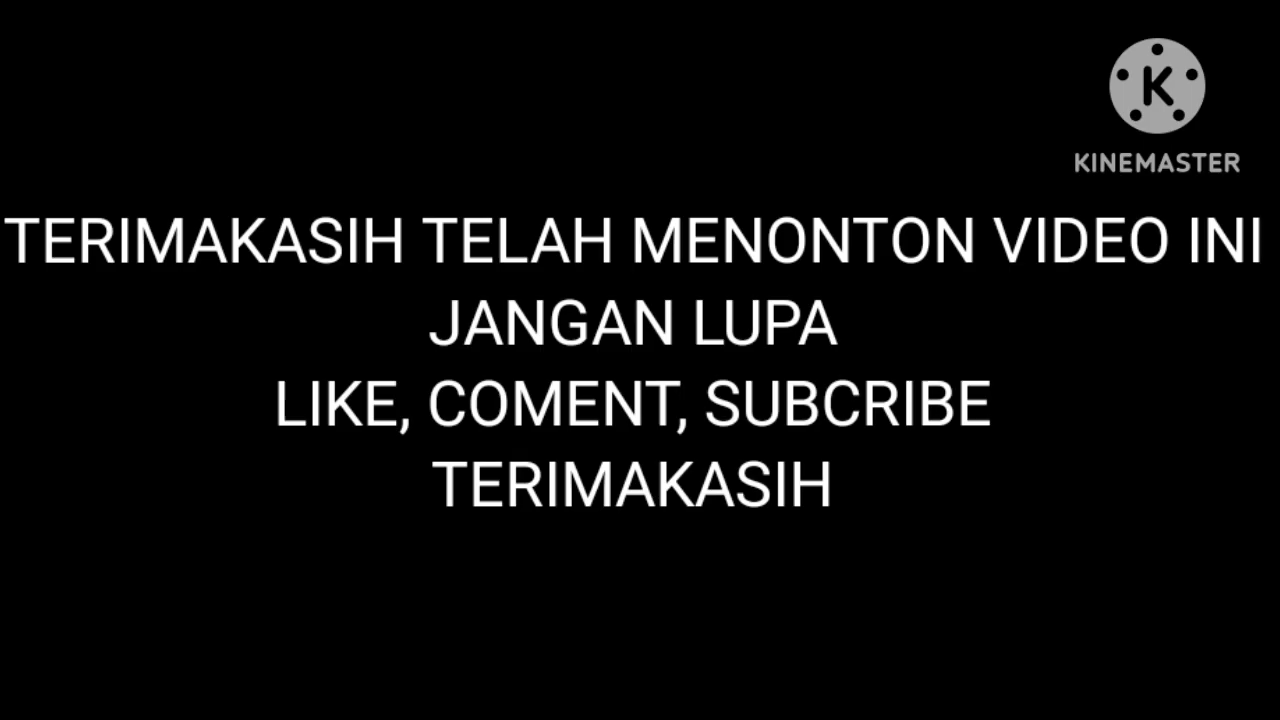 K
KINEMASTER
TERIMAKASIH TELAH MENONTON VIDEO INI
JANGAN LUPA
LIKE, COMENT, SUBCRIBE
TERIMAKASIH